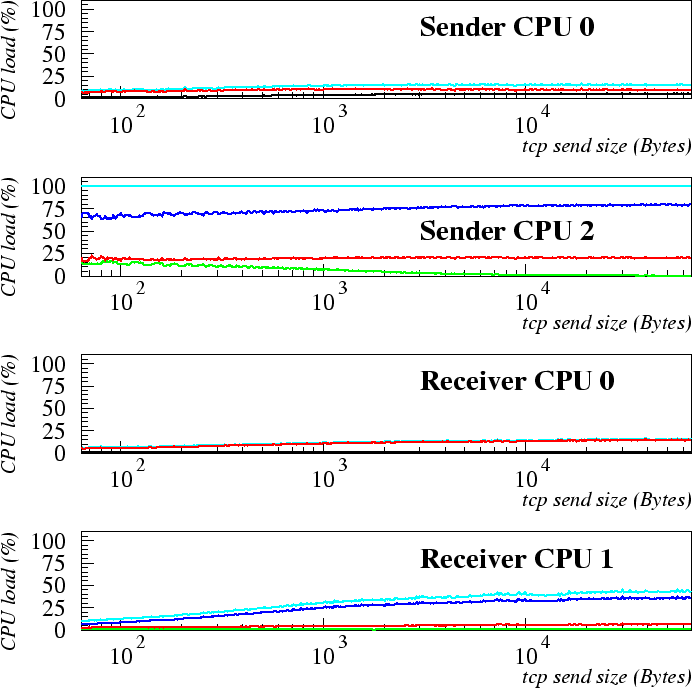 CPU load (%)
100
75
50
25
0
Sender CPU 0
10^2
10^3
10^4
tcp send size (Bytes)
CPU load (%)
100
75
50
25
0
Sender CPU 2
10^2
10^3
10^4
tcp send size (Bytes)
CPU load (%)
100
75
50
25
0
Receiver CPU 0
10^2
10^3
10^4
tcp send size (Bytes)
CPU load (%)
100
75
50
25
0
Receiver CPU 1
10^2
10^3
10^4
tcp send size (Bytes)